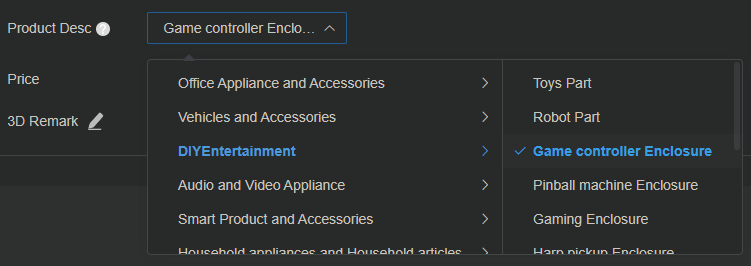 Product Desc ?
Game controller Enclo...
Price
3D Remark
Office Appliance and Accessories
Vehicles and Accessories
DIYEntertainment
Audio and Video Appliance
Smart Product and Accessories
Household appliances and Household articles
Toys Part
Robot Part
Game controller Enclosure
Pinball machine Enclosure
Gaming Enclosure
Harp pickup Enclosure